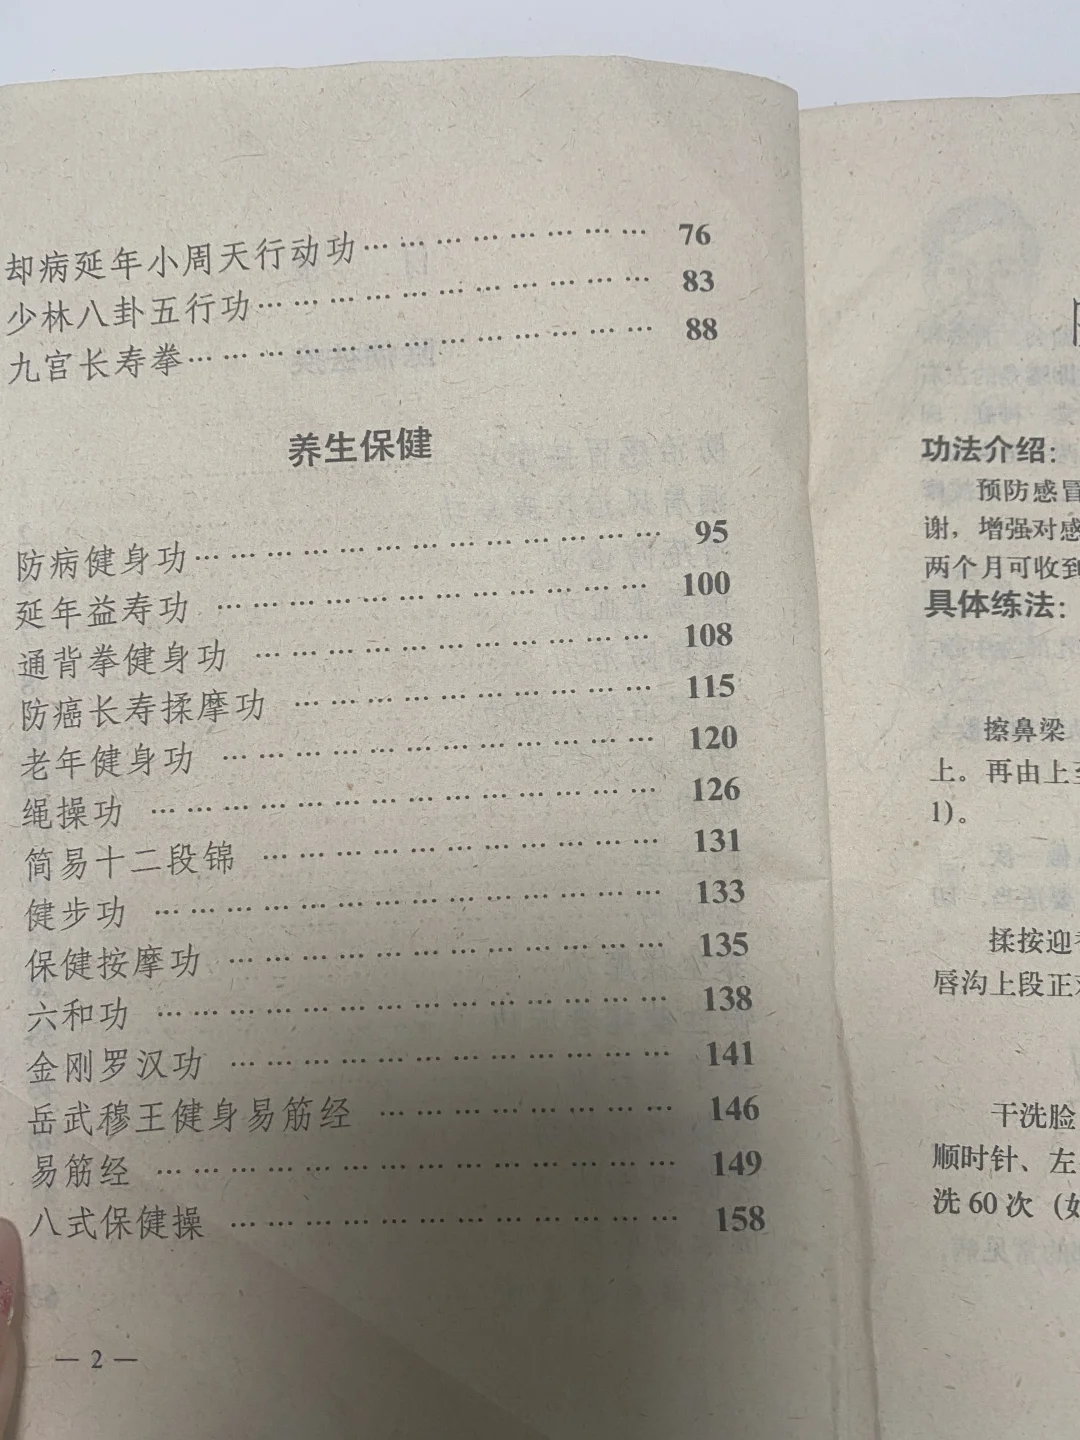 却病延年小周天行动功………………………76
少林八卦五行功………………………………83
九宫长寿拳……………………………………88
养生保健
防病健身功……………………………………95
延年益寿功……………………………………100
通背拳健身功…………………………………108
防癌长寿揉摩功………………………………115
老年健身功……………………………………120
绳操功…………………………………………126
简易十二段锦…………………………………131
健步功…………………………………………133
保健按摩功……………………………………135
六和功…………………………………………138
金刚罗汉功……………………………………141
岳武穆王健身易筋经…………………………146
易筋经…………………………………………149
八式保健操……………………………………158
— 2 —
功法介绍：
预防感冒
谢，增强对感
两个月可收到
具体练法：
擦鼻梁
上。再由上至
1)。
揉按迎
唇沟上段正
干洗脸
顺时针、左
洗60次（如